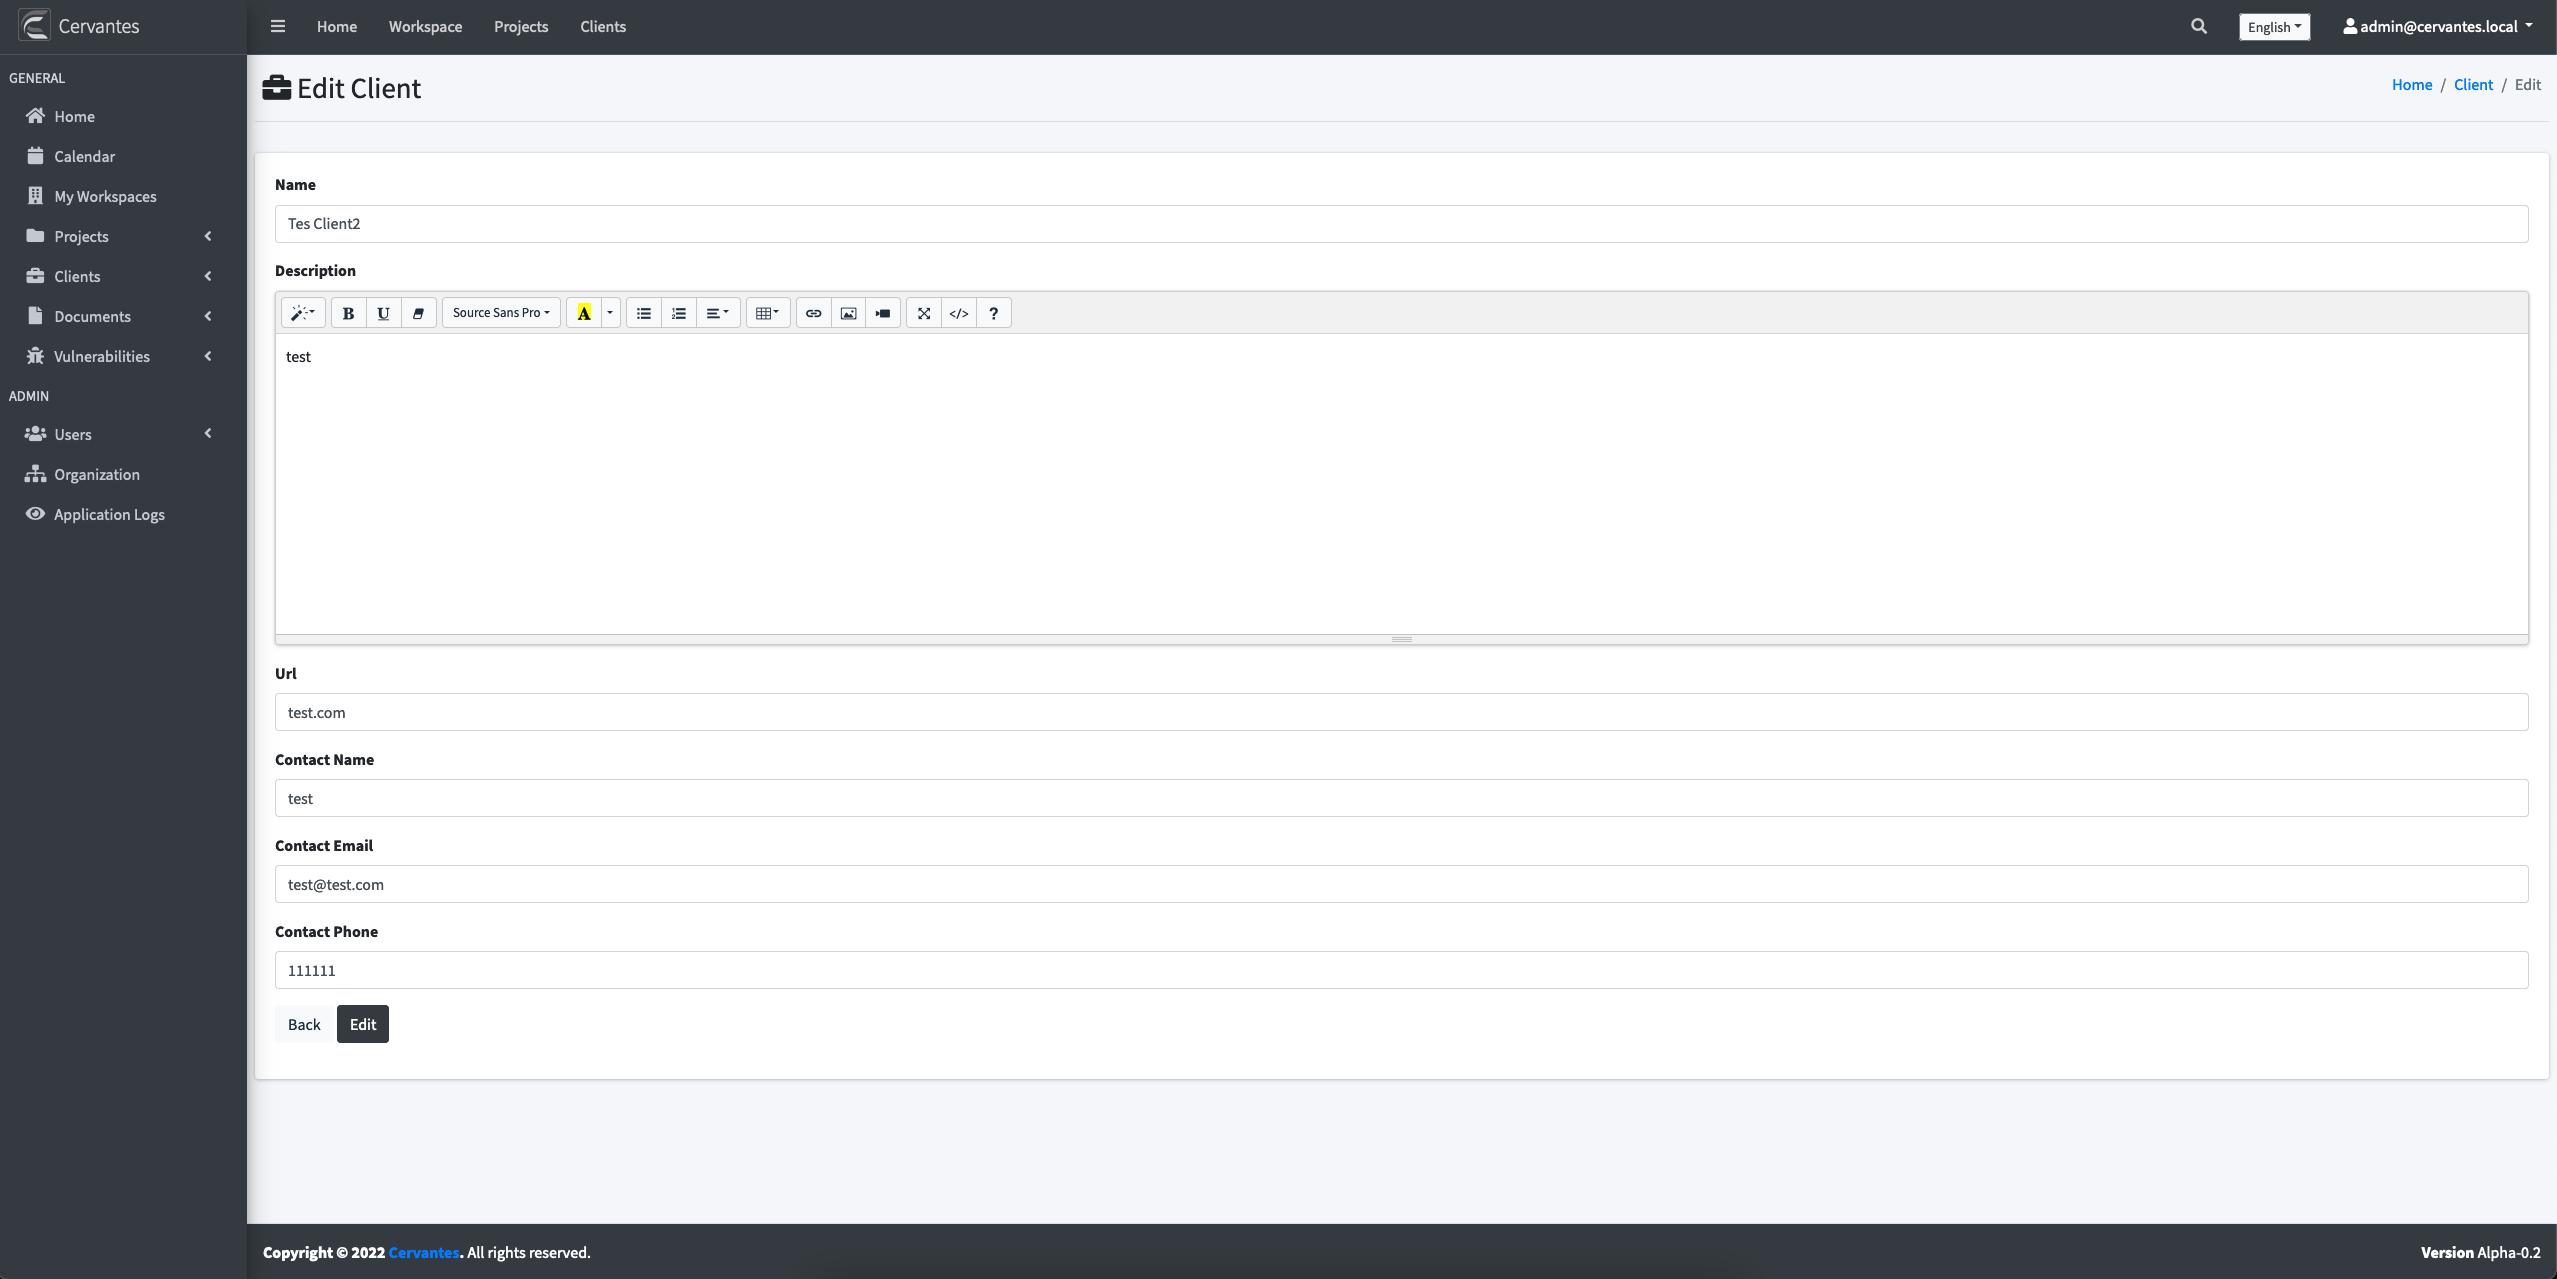 Cervantes
Home Workspace Projects Clients
English
admin@cervantes.local
GENERAL
Home
Calendar
My Workspaces
Projects
Clients
Documents
Vulnerabilities
ADMIN
Users
Organization
Application Logs
Edit Client
Home / Client / Edit
Name
Tes Client2
Description
B U Source Sans Pro A </> ?
test
Url
test.com
Contact Name
test
Contact Email
test@test.com
Contact Phone
111111
Back Edit
Copyright © 2022 Cervantes. All rights reserved.
Version Alpha-0.2